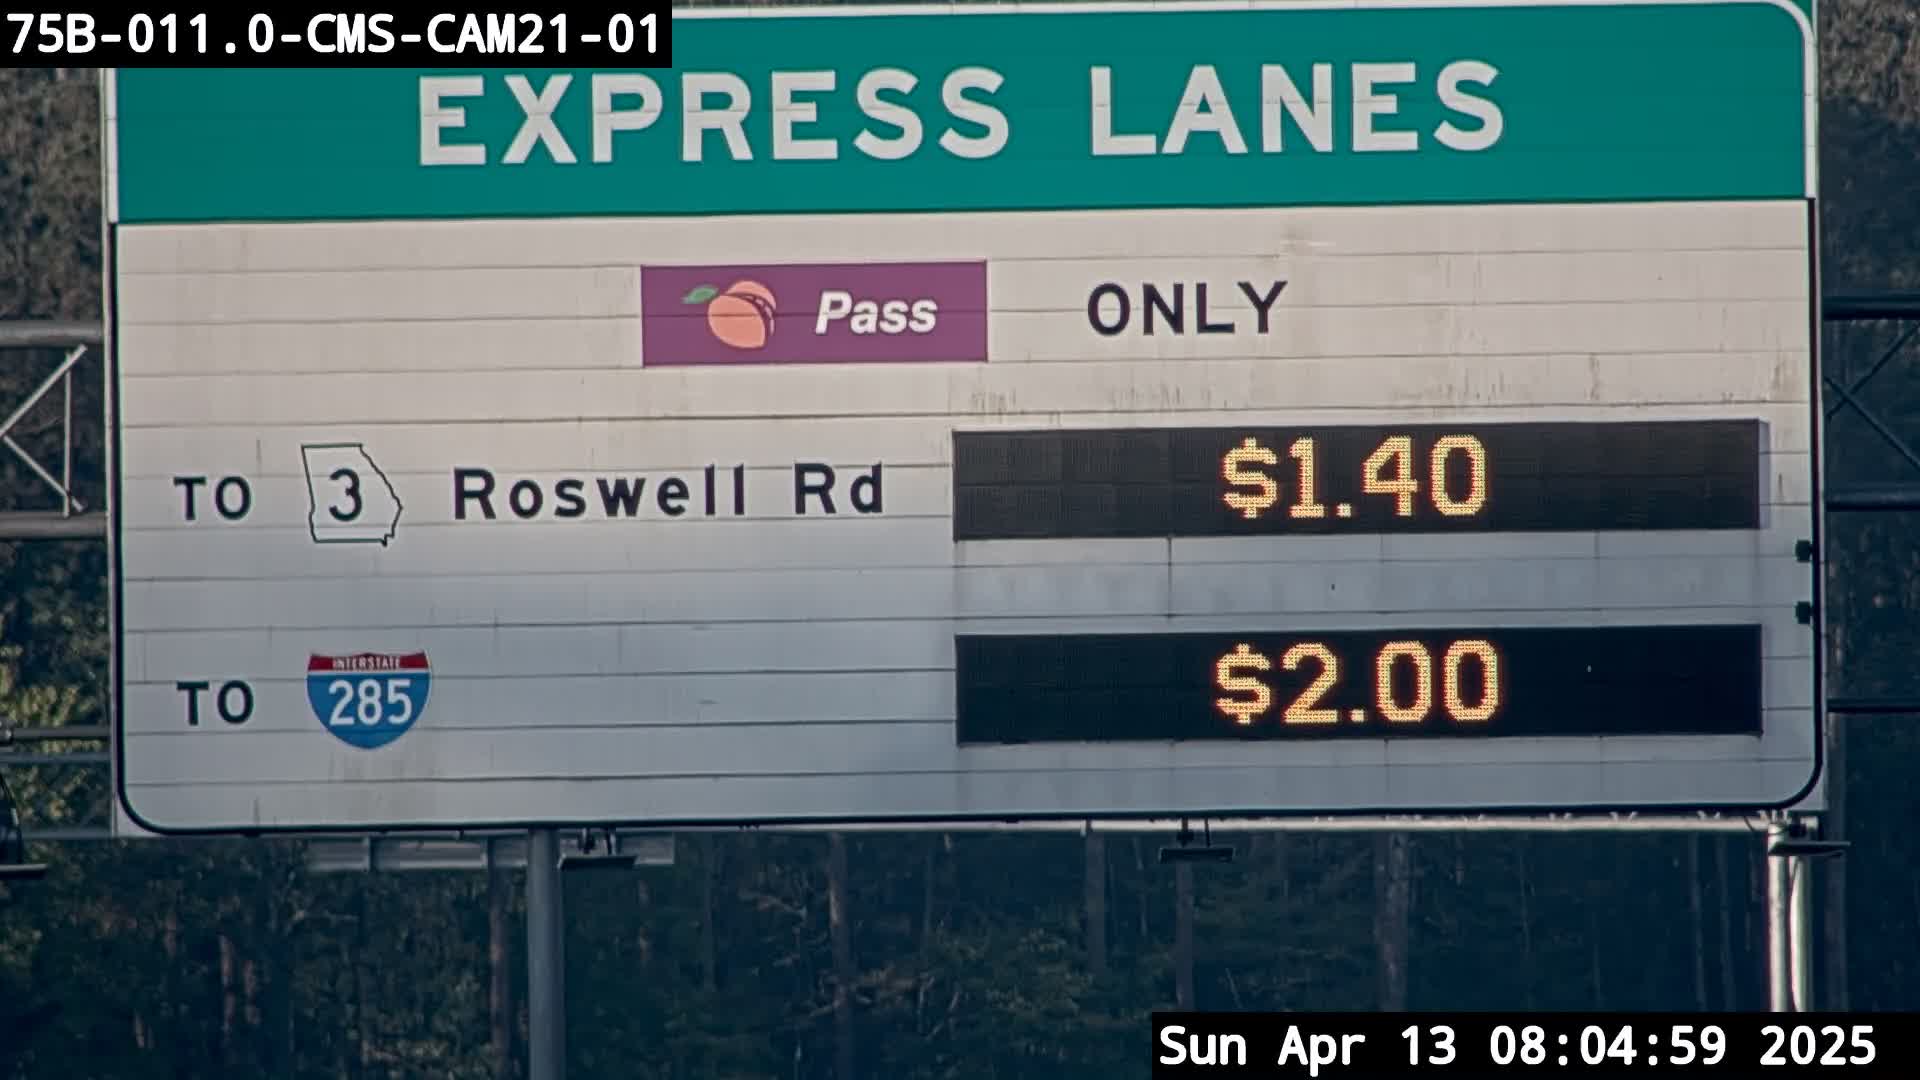 75B-011.0-CMS-CAM21-01
EXPRESS LANES
Pass ONLY
TO 3 Roswell Rd $1.40
TO INTERSTATE 285 $2.00
Sun Apr 13 08:04:59 2025